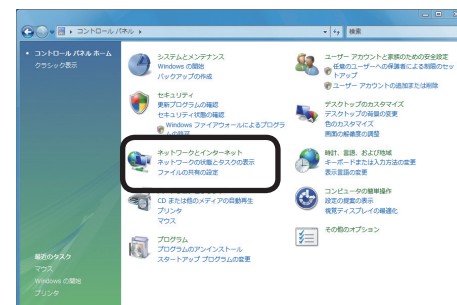 コントロール パネル
検索
コントロール パネル ホーム
クラシック表示
システムとメンテナンス
Windows の開始
バックアップの作成
セキュリティ
更新プログラムの確認
セキュリティ状態の確認
Windows ファイアウォールによるプログラ
ムの許可
ネットワークとインターネット
ネットワークの状態とタスクの表示
ファイルの共有の設定
CD または他のメディアの自動再生
プリンタ
マウス
プログラム
プログラムのアンインストール
スタートアップ プログラムの変更
ユーザー アカウントと家族のための安全設定
任意のユーザーへの保護者による制限のセッ
トアップ
ユーザー アカウントの追加または削除
デスクトップのカスタマイズ
デスクトップの背景の変更
色のカスタマイズ
画面の解像度の調整
時計、言語、および地域
キーボードまたは入力方法の変更
表示言語の変更
コンピュータの簡単操作
設定の提案の表示
視覚ディスプレイの最適化
その他のオプション
最近のタスク
マウス
Windows の開始
プリンタ